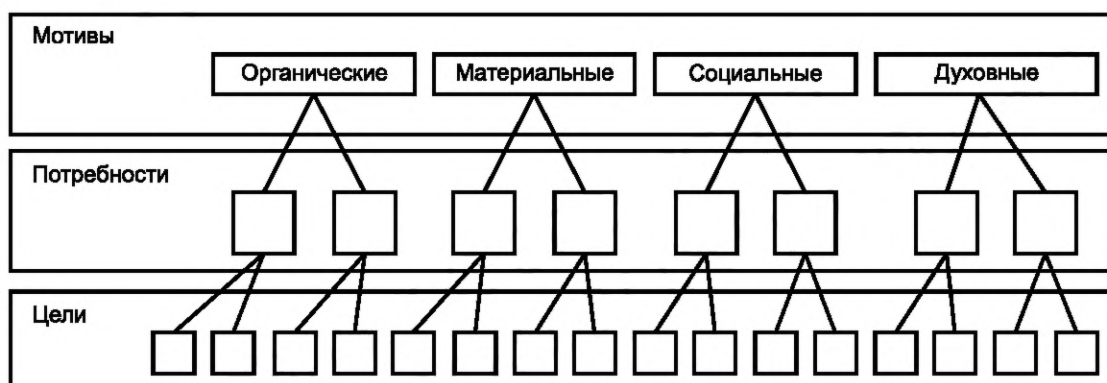 Мотивы
Органические
Материальные
Социальные
Духовные
Потребности
Цели